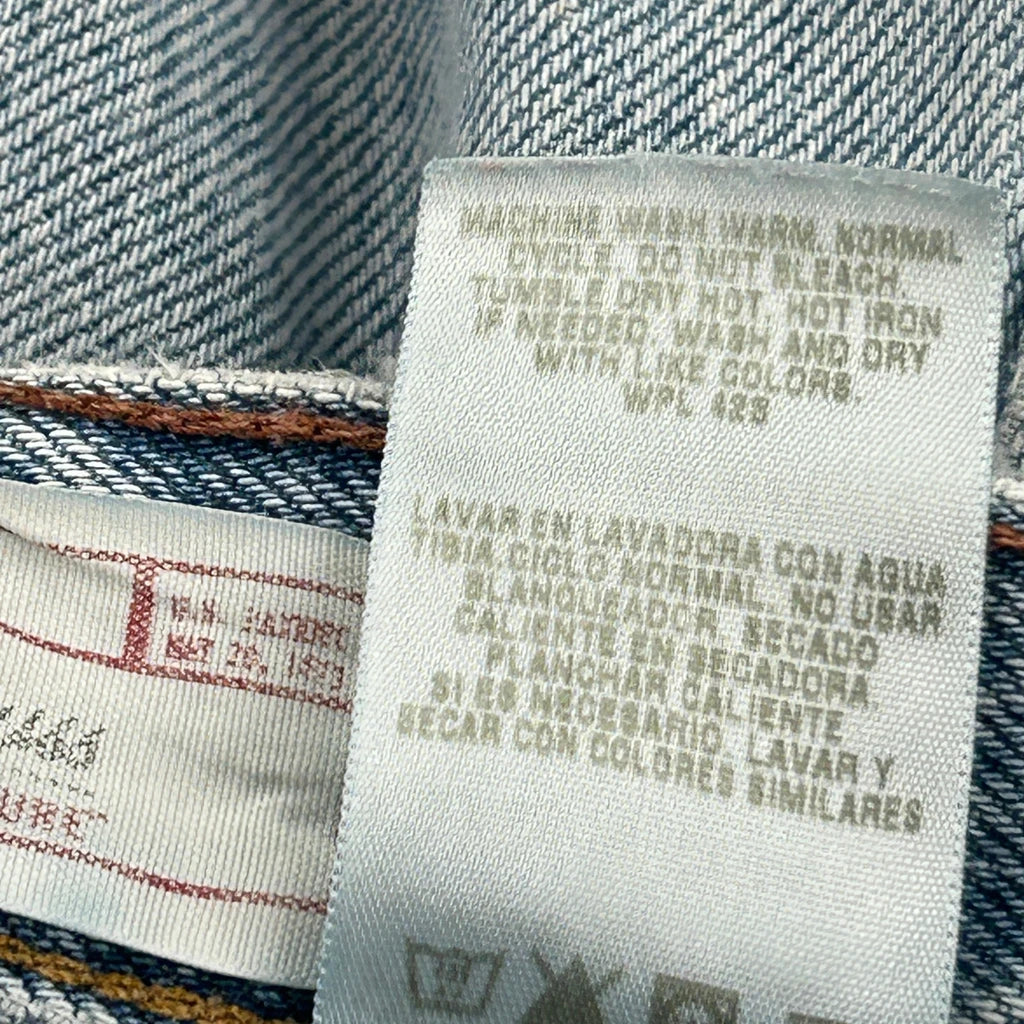 MACHINE WASH WARM, NORMAL
CYCLE. DO NOT BLEACH,
TUMBLE DRY HOT, HOT IRON
IF NEEDED, WASH AND DRY
WITH LIKE COLORS.
WPL 423
LAVAR EN LAVADORA CON AGUA
TIBIA CICLO NORMAL, NO USAR
BLANQUEADOR, SECADO
CALIENTE EN SECADORA
PLANCHAR CALIENTE
SI ES NECESARIO, LAVAR Y
SECAR CON COLORES SIMILARES